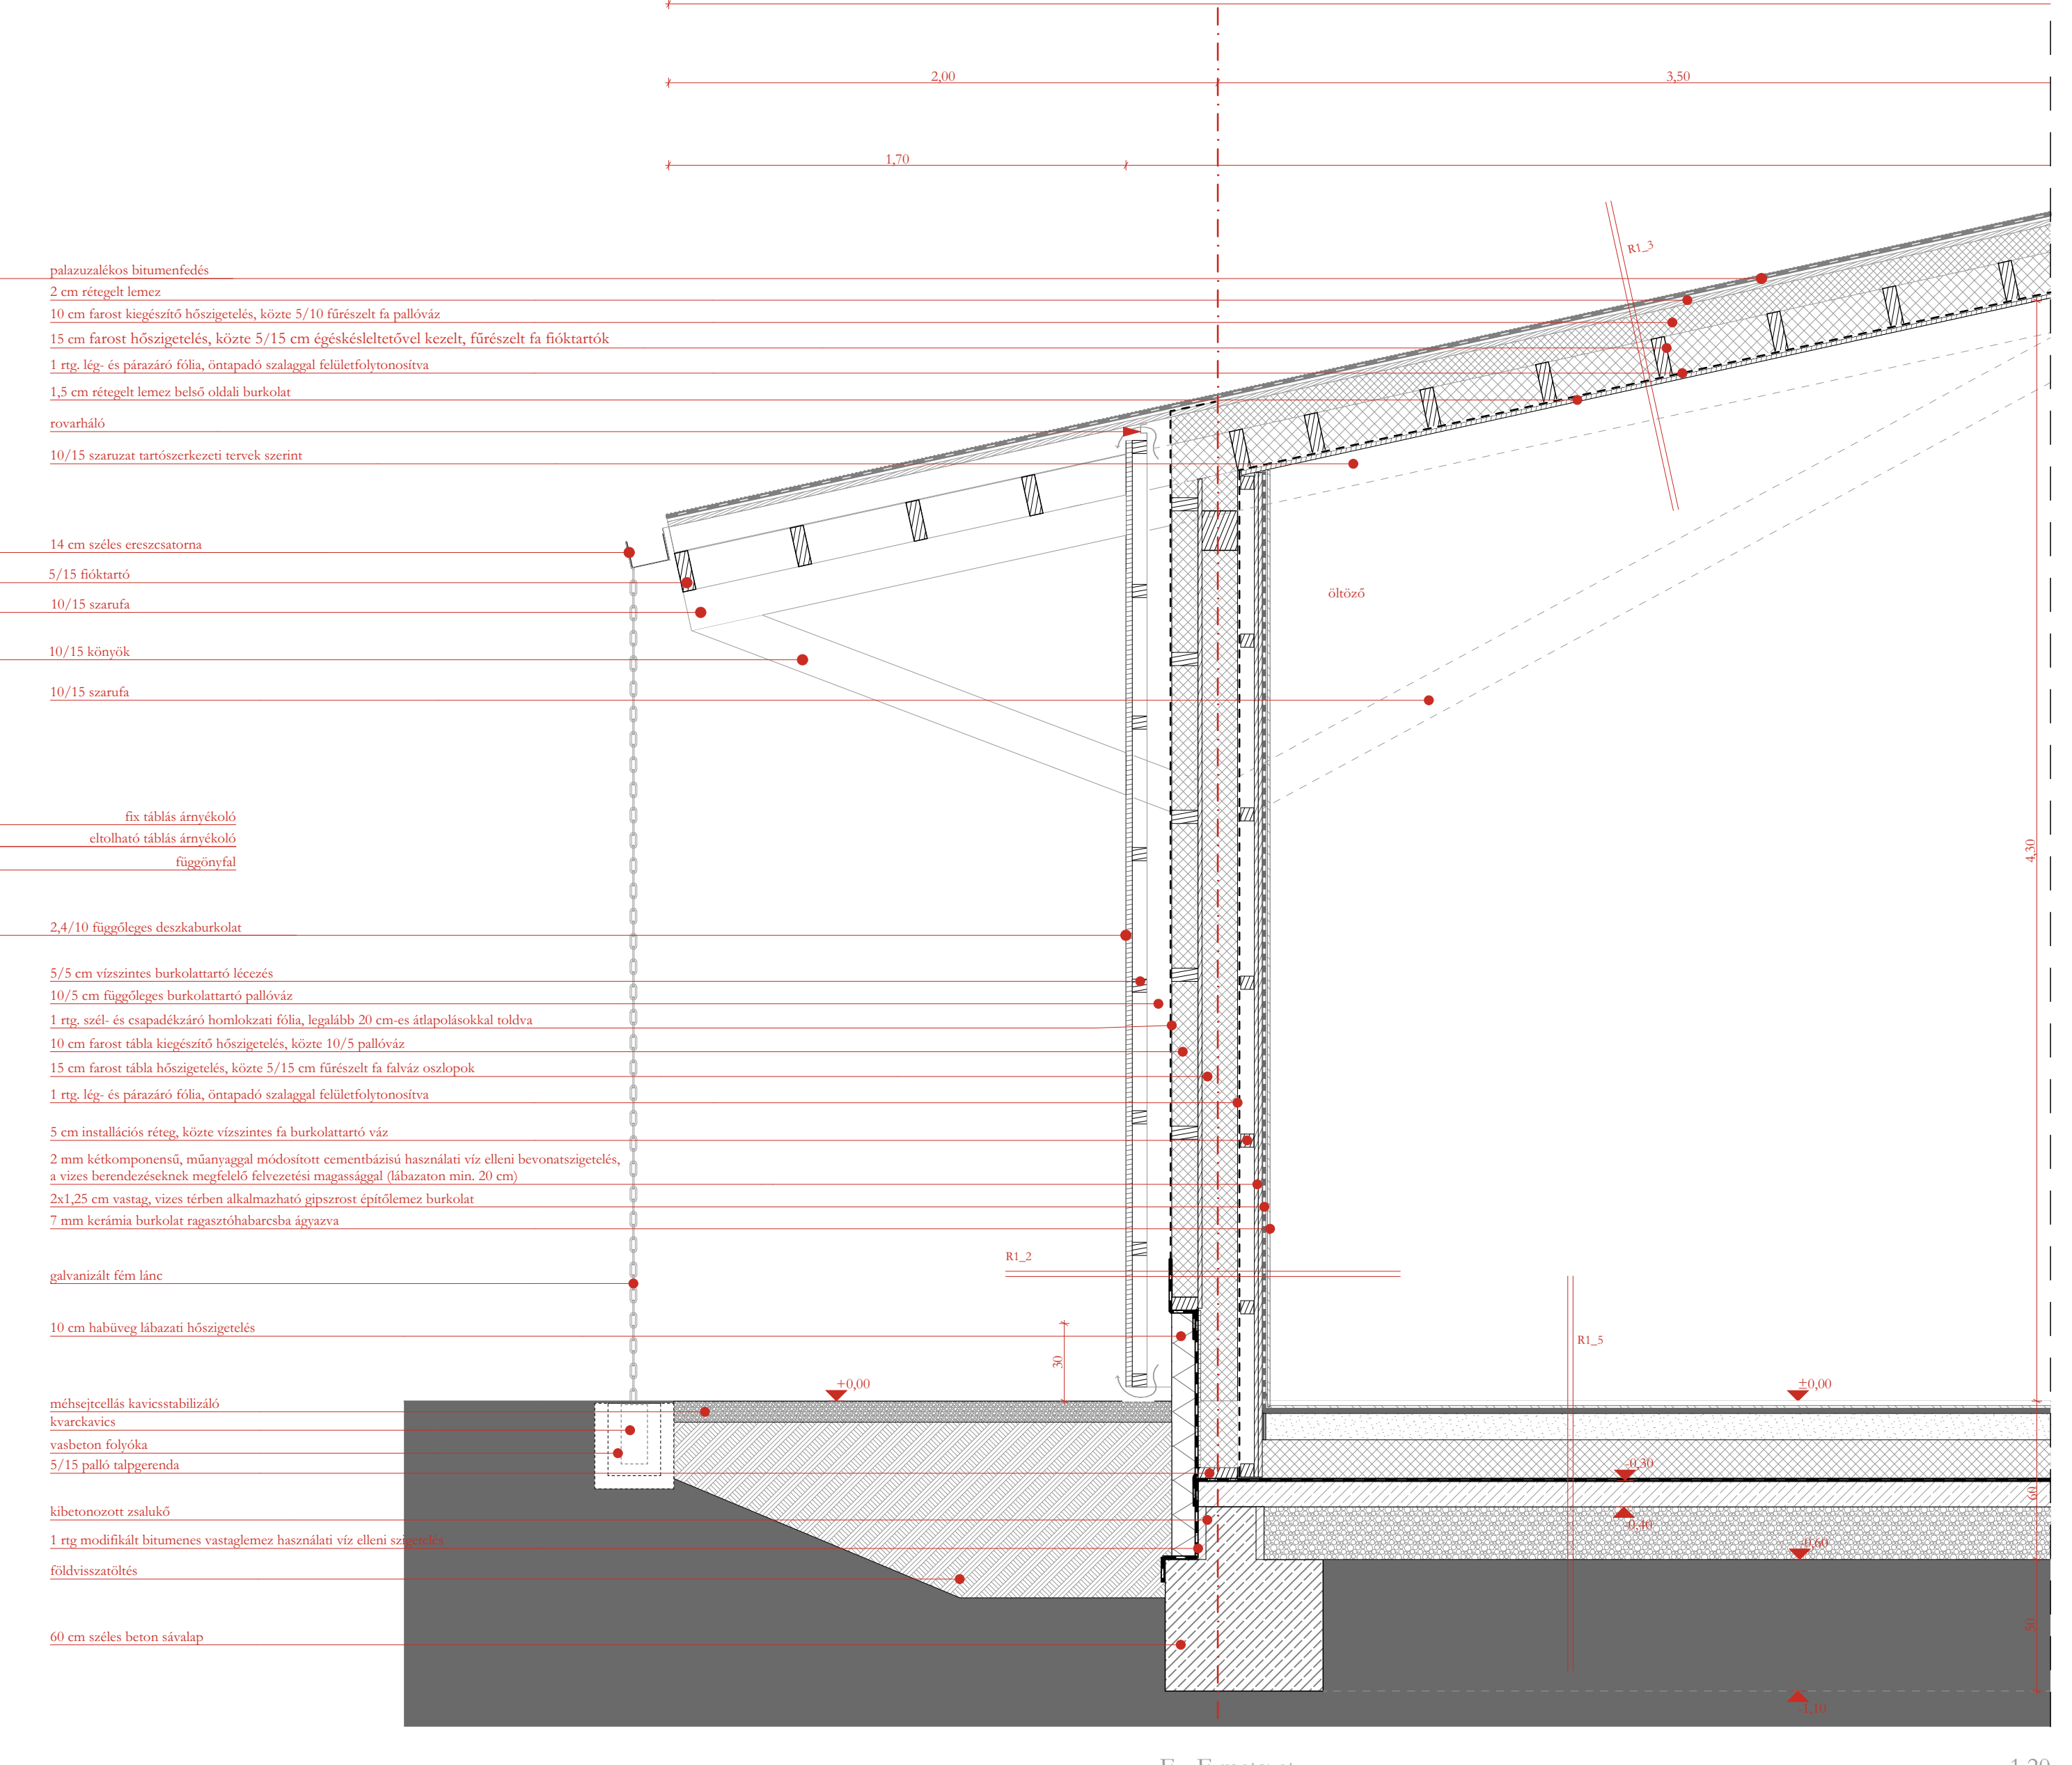 2,00
3,50
1,70
R1_3
palazuzalékos bitumenfedés
2 cm rétegelt lemez
10 cm farost kiegészítő hőszigetelés, közte 5/10 fűrészelt fa pallóváz
15 cm farost hőszigetelés, közte 5/15 cm égéskésleltetővel kezelt, fűrészelt fa fióktartók
1 rtg. lég- és párazáró fólia, öntapadó szalaggal felületfolytonosítva
1,5 cm rétegelt lemez belső oldali burkolat
rovarháló
10/15 szaruzat tartószerkezeti tervek szerint
14 cm széles ereszcsatorna
5/15 fióktartó
öltöző
10/15 szarufa
10/15 könyök
10/15 szarufa
fix táblás árnyékoló
eltolható táblás árnyékoló
függönyfal
4,30
2,4/10 függőleges deszkaburkolat
5/5 cm vízszintes burkolattartó lécezés
10/5 cm függőleges burkolattartó pallóváz
1 rtg. szél- és csapadékzáró homlokzati fólia, legalább 20 cm-es átlapolásokkal toldva
10 cm farost tábla kiegészítő hőszigetelés, közte 10/5 pallóváz
15 cm farost tábla hőszigetelés, közte 5/15 cm fűrészelt fa falváz oszlopok
1 rtg. lég- és párazáró fólia, öntapadó szalaggal felületfolytonosítva
5 cm installációs réteg, közte vízszintes fa burkolattartó váz
2 mm kétkomponensű, műanyaggal módosított cementbázisú használati víz elleni bevonatszigetelés,
a vizes berendezéseknek megfelelő felvezetési magassággal (lábazaton min. 20 cm)
2x1,25 cm vastag, vizes térben alkalmazható gipszrost építőlemez burkolat
7 mm kerámia burkolat ragasztóhabarcsba ágyazva
R1_2
galvanizált fém lánc
10 cm habüveg lábazati hőszigetelés
R1_5
30
+0,00
±0,00
méhsejtcellás kavicsstabilizáló
kvarckavics
vasbeton folyóka
5/15 palló talpgerenda
-0,30
60
kibetonozott zsalukő
-0,40
1 rtg modifikált bitumenes vastaglemez használati víz elleni szigetelés
-0,60
földvisszatöltés
50
60 cm széles beton sávalap
-1,10